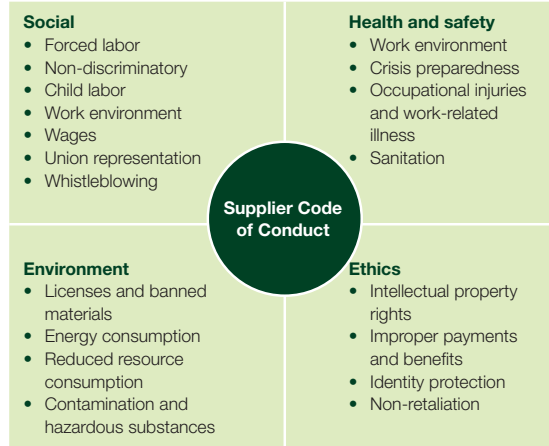 Social
• Forced labor
• Non-discriminatory
• Child labor
• Work environment
• Wages
• Union representation
• Whistleblowing
Health and safety
• Work environment
• Crisis preparedness
• Occupational injuries
and work-related
illness
• Sanitation
Supplier Code
of Conduct
Environment
• Licenses and banned
materials
• Energy consumption
• Reduced resource
consumption
• Contamination and
hazardous substances
Ethics
• Intellectual property
rights
• Improper payments
and benefits
• Identity protection
• Non-retaliation